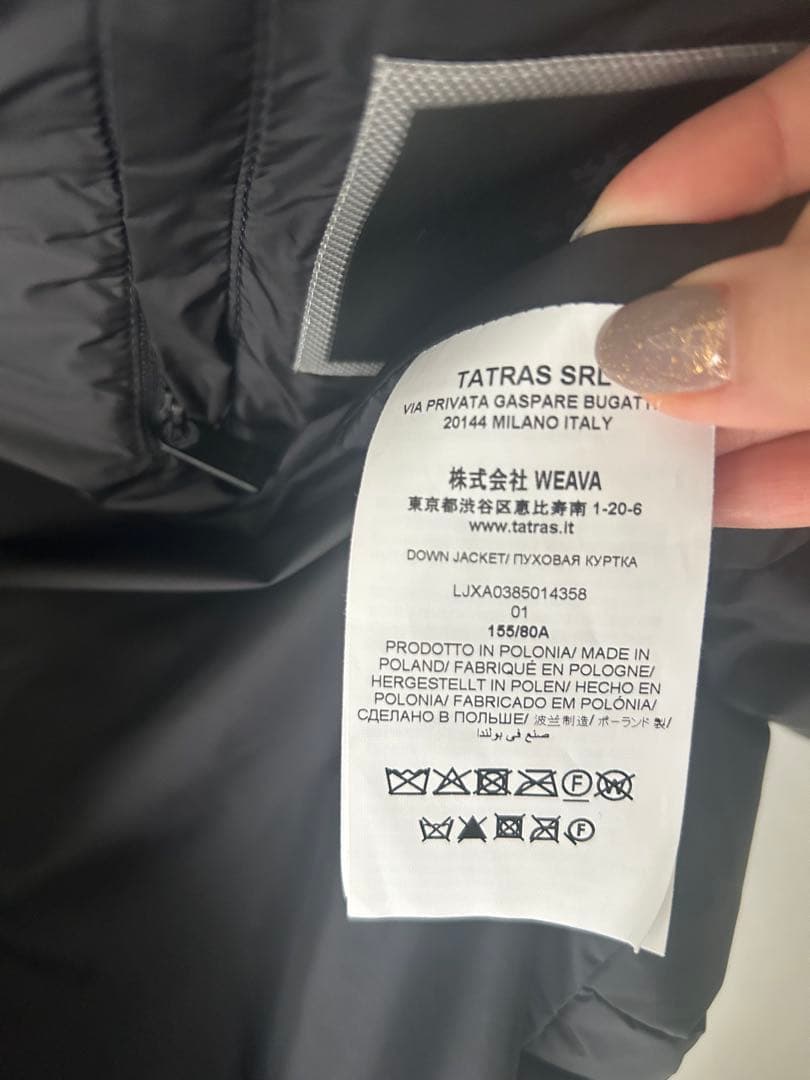 TATRAS SRL
VIA PRIVATA GASPARE
20144 MILANO ITALY
株式会社 WEAVA
東京都渋谷区恵比寿南 1-20-6
www.tatras.it
DOWN JACKET/ ПУХОВАЯ КУРТКА
LJXA0385014358
01
155/80A
PRODOTTO IN POLONIA/ MADE IN
POLAND/ FABRIQUÉ EN POLOGNE/
HERGESTELLT IN POLEN/ HECHO EN
POLONIA/ FABRICADO EM POLÓNIA/
СДЕЛАНО В ПОЛЬШЕ/ 波兰制造/ ポーランド製/
صنع في بولندا
F W
F